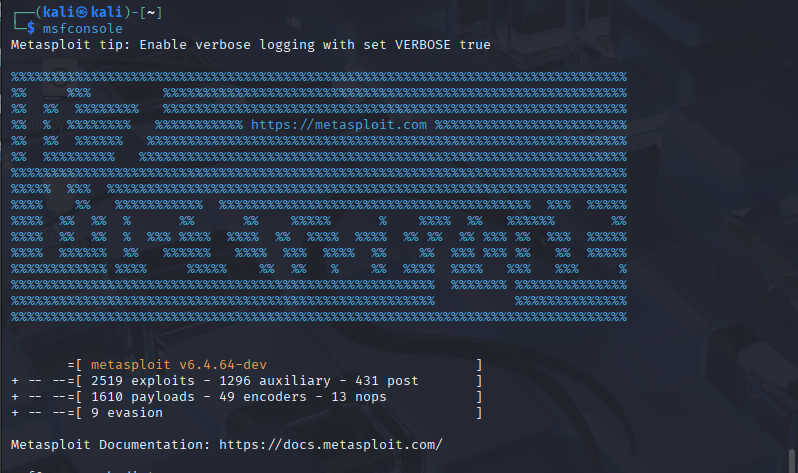 ┌──(kali㉿kali)-[~]
└─$ msfconsole
Metasploit tip: Enable verbose logging with set VERBOSE true
https://metasploit.com
=[ metasploit v6.4.64-dev ]
+ -- --=[ 2519 exploits - 1296 auxiliary - 431 post ]
+ -- --=[ 1610 payloads - 49 encoders - 13 nops ]
+ -- --=[ 9 evasion ]
Metasploit Documentation: https://docs.metasploit.com/